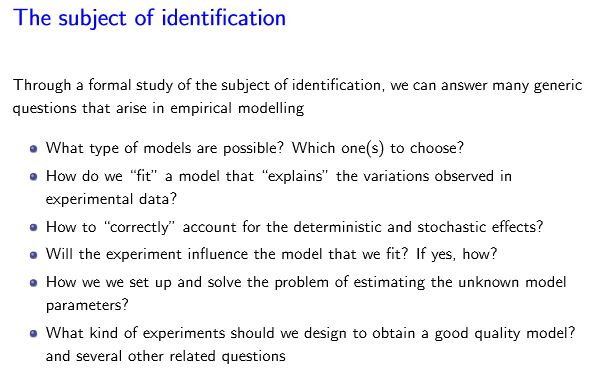 The subject of identification
Through a formal study of the subject of identification, we can answer many generic
questions that arise in empirical modelling
What type of models are possible? Which one(s) to choose?
How do we “fit” a model that “explains” the variations observed in
experimental data?
How to “correctly” account for the deterministic and stochastic effects?
Will the experiment influence the model that we fit? If yes, how?
How we we set up and solve the problem of estimating the unknown model
parameters?
What kind of experiments should we design to obtain a good quality model?
and several other related questions